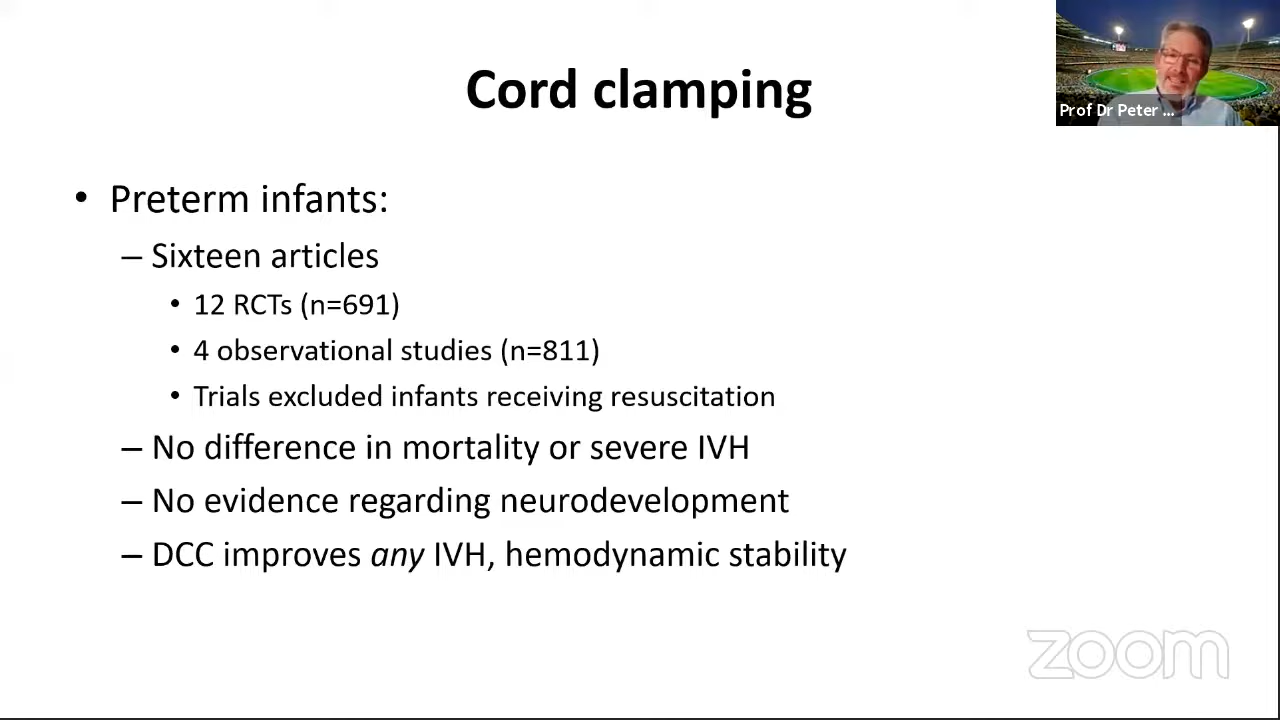 Cord clamping
Prof Dr Peter ...
• Preterm infants:
– Sixteen articles
• 12 RCTs (n=691)
• 4 observational studies (n=811)
• Trials excluded infants receiving resuscitation
– No difference in mortality or severe IVH
– No evidence regarding neurodevelopment
– DCC improves any IVH, hemodynamic stability
zoom